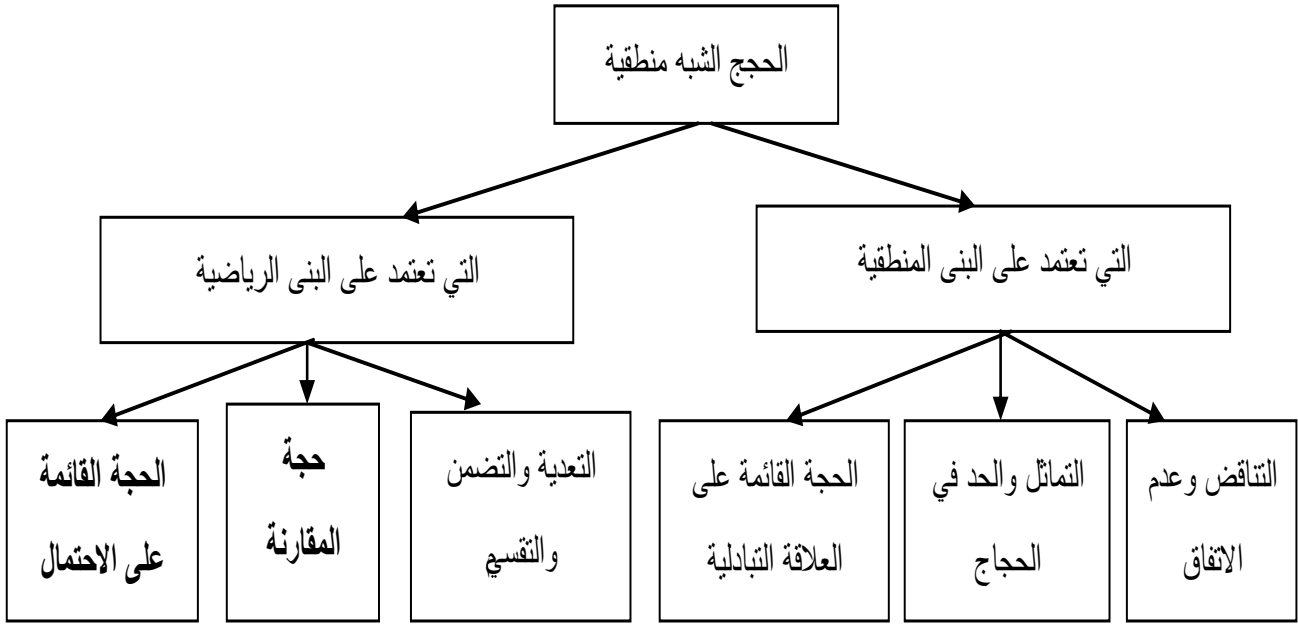 الحجج الشبه منطقية
التي تعتمد على البنى المنطقية
التي تعتمد على البنى الرياضية
التناقض وعدم
الاتفاق
التماثل والحد في
الحجاج
الحجة القائمة على
العلاقة التبادلية
التعدية والتضمن
والتقسيم
حجة
المقارنة
الحجة القائمة
على الاحتمال